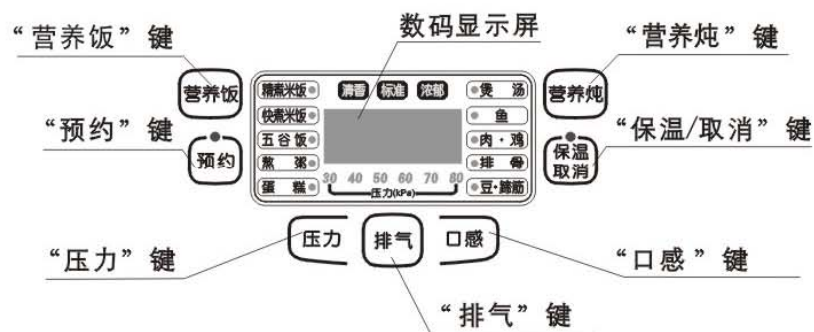 “营养饭”键
数码显示屏
“营养炖”键
营养饭
精煮米饭
清香 标准 浓郁
煲 汤
营养炖
快煮米饭
鱼
“预约”键
五谷饭
肉·鸡
“保温/取消”键
预约
熬 粥
排 骨
保温
取消
蛋 糕
30 40 50 60 70 80
豆·蹄筋
压力(kPa)
压力
排气
口感
“压力”键
“口感”键
“排气”键